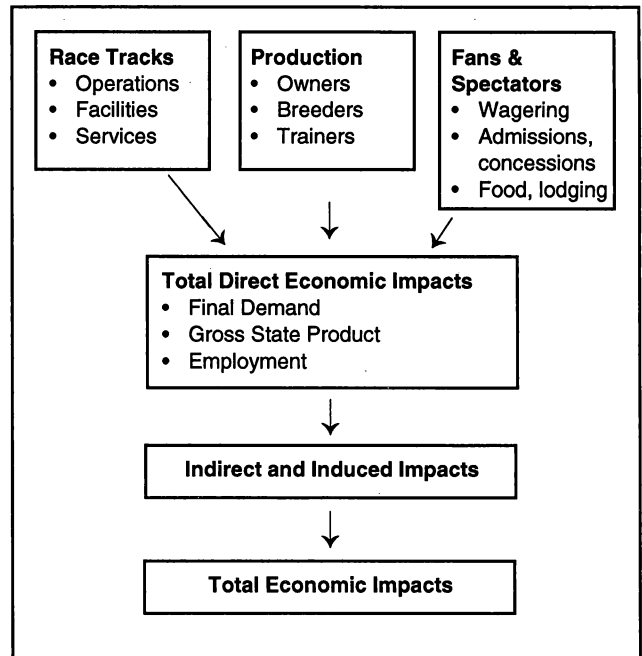 Race Tracks
• Operations
• Facilities
• Services
Production
• Owners
• Breeders
• Trainers
Fans &
Spectators
• Wagering
• Admissions,
concessions
• Food, lodging
Total Direct Economic Impacts
• Final Demand
• Gross State Product
• Employment
Indirect and Induced Impacts
Total Economic Impacts